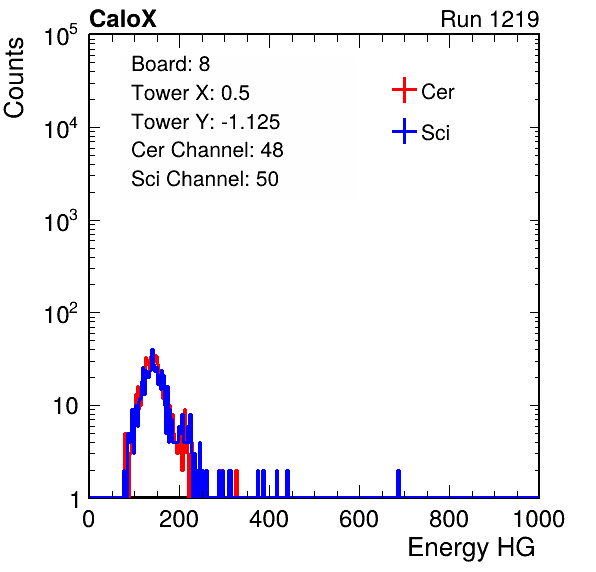 CaloX Run 1219
Board: 8
Tower X: 0.5
Tower Y: -1.125
Cer Channel: 48
Sci Channel: 50
Cer
Sci
Counts
10^5
10^4
10^3
10^2
10
1
0 200 400 600 800 1000
Energy HG